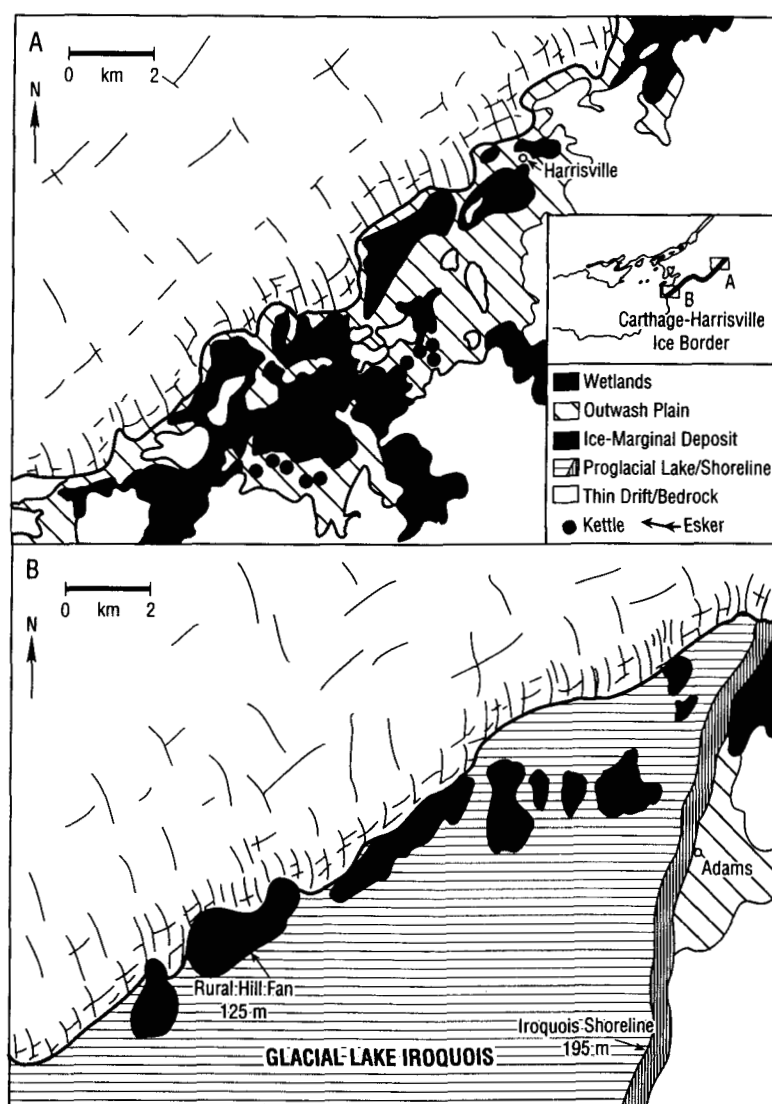 A
0 km 2
N
Harrisville
A
B
Carthage-Harrisville
Ice Border
Wetlands
Outwash Plain
Ice-Marginal Deposit
Proglacial Lake/Shoreline
Thin Drift/Bedrock
Kettle Esker
B
0 km 2
N
Adams
Rural Hill Fan
125 m
Iroquois Shoreline
195 m
GLACIAL LAKE IROQUOIS